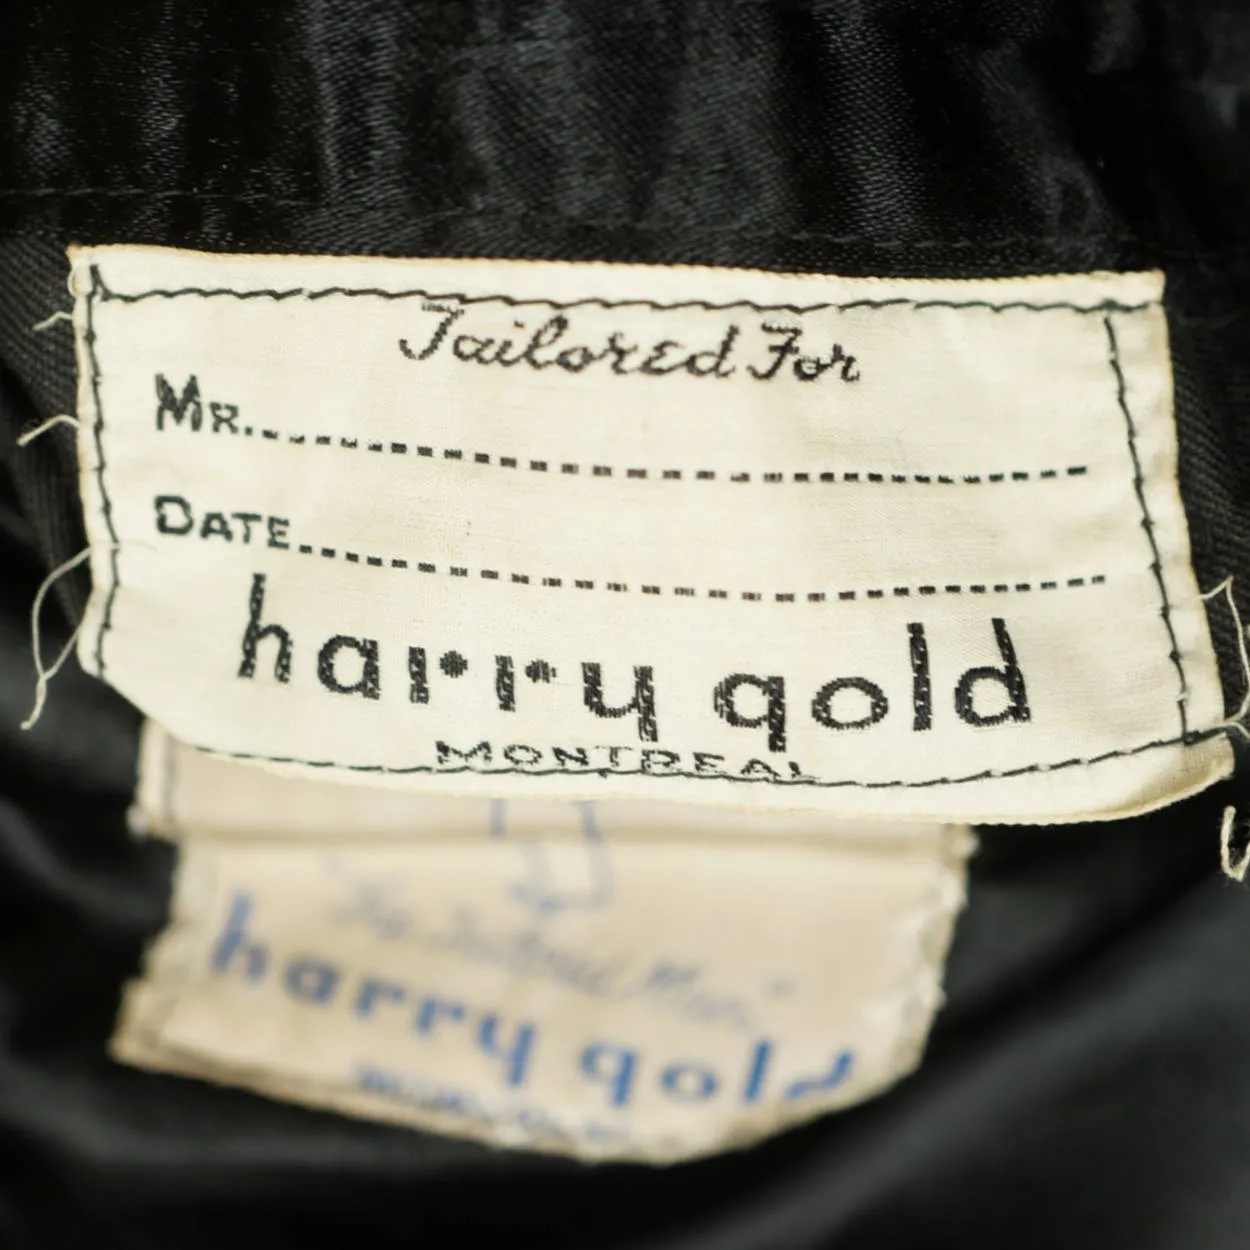 Tailored For
MR.
DATE
harry gold
MONTREAL
harry gold